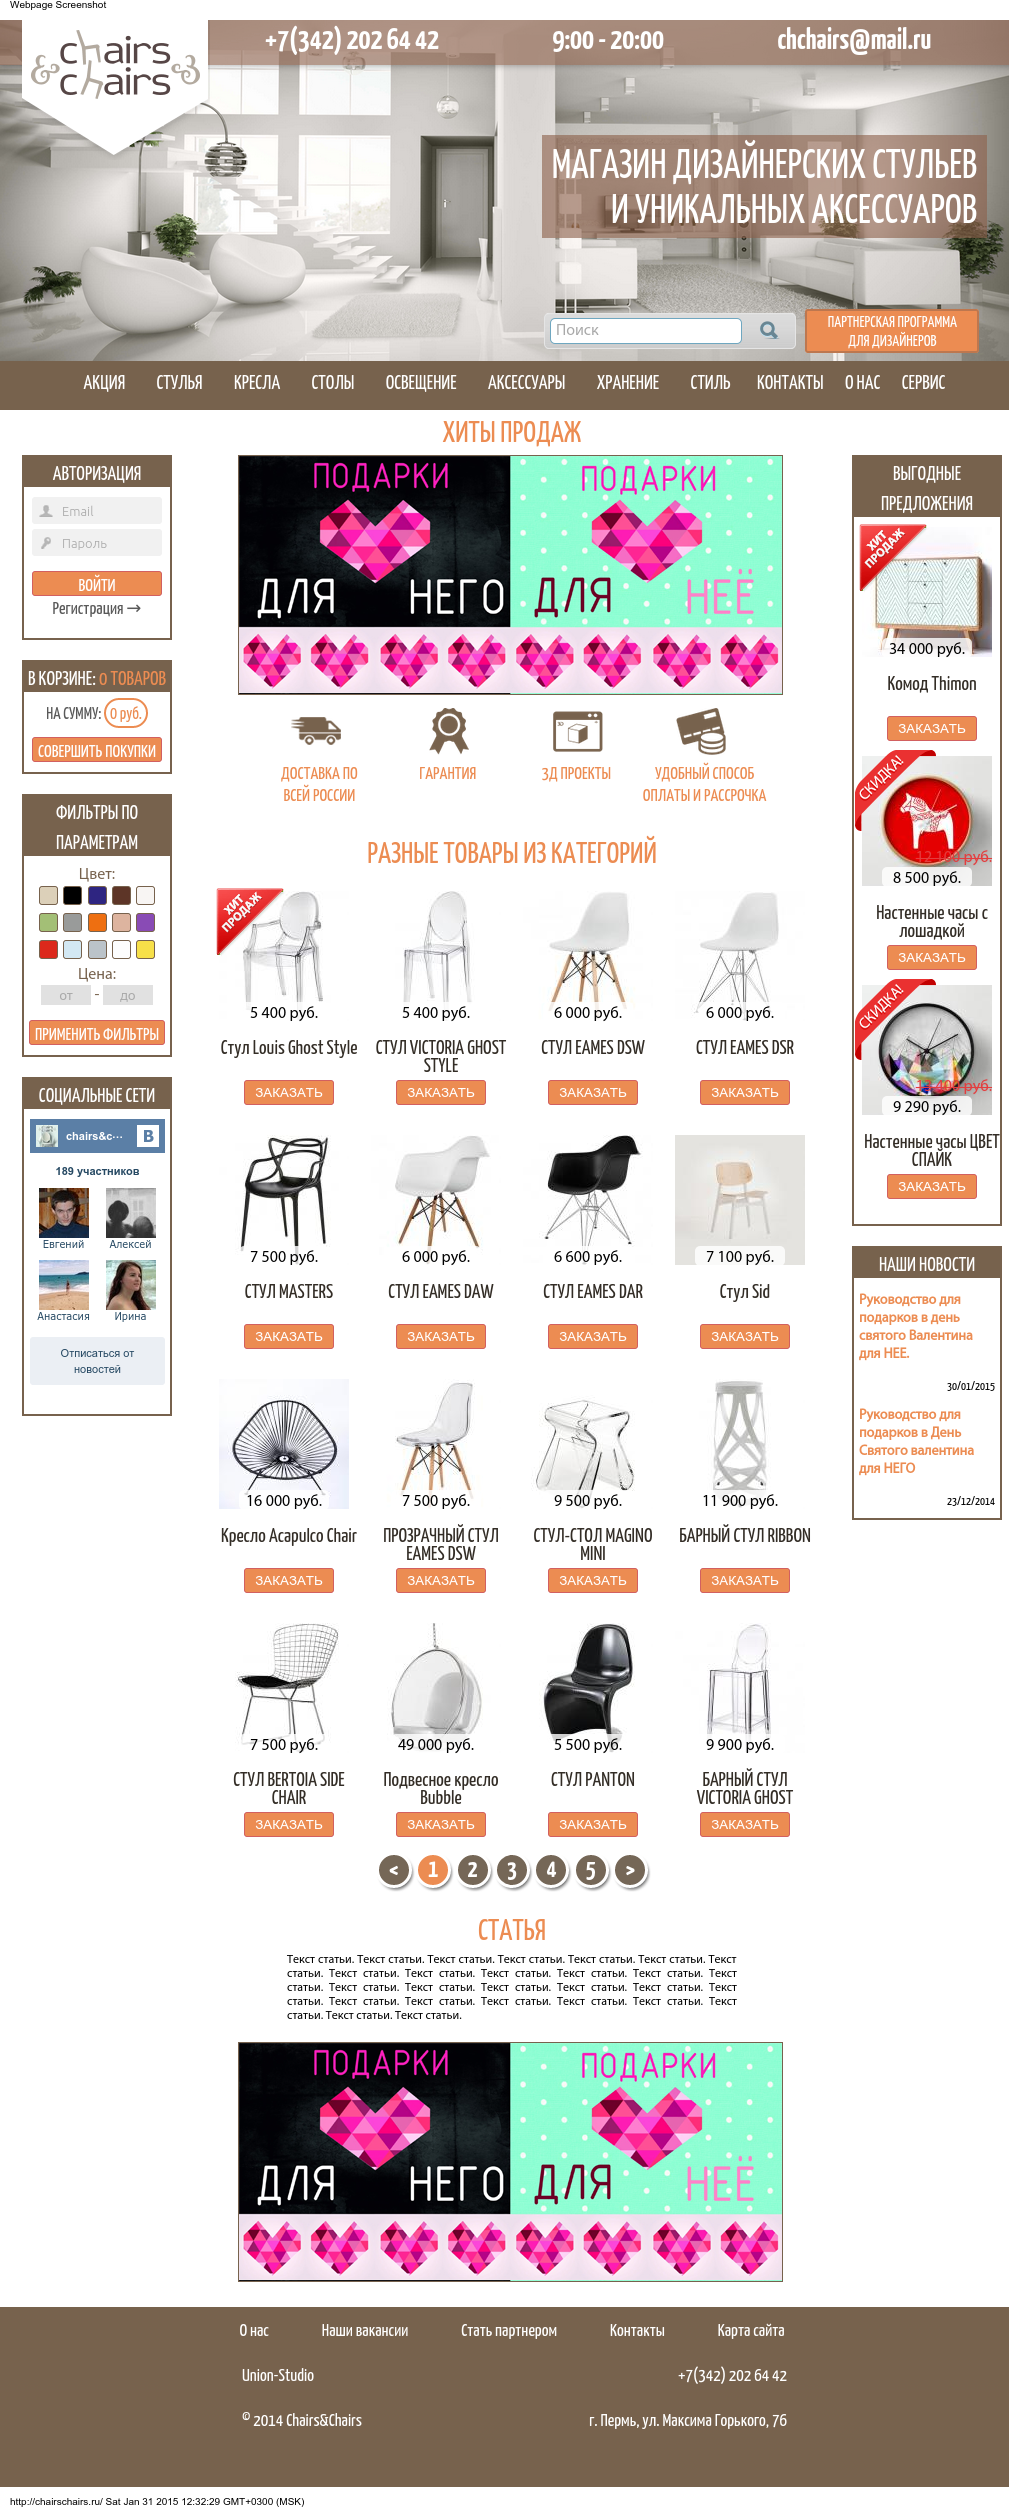 Webpage Screenshot
chairs
& chairs &
+7(342) 202 64 42
9:00 - 20:00
chchairs@mail.ru
МАГАЗИН ДИЗАЙНЕРСКИХ СТУЛЬЕВ
И УНИКАЛЬНЫХ АКСЕССУАРОВ
Поиск
ПАРТНЕРСКАЯ ПРОГРАММА
ДЛЯ ДИЗАЙНЕРОВ
АКЦИЯ СТУЛЬЯ КРЕСЛА СТОЛЫ ОСВЕЩЕНИЕ АКСЕССУАРЫ ХРАНЕНИЕ СТИЛЬ КОНТАКТЫ О НАС СЕРВИС
АВТОРИЗАЦИЯ
Email
Пароль
ВОЙТИ
Регистрация →
В КОРЗИНЕ: 0 ТОВАРОВ
НА СУММУ: 0 руб.
СОВЕРШИТЬ ПОКУПКИ
ФИЛЬТРЫ ПО
ПАРАМЕТРАМ
Цвет:
Цена:
от - до
ПРИМЕНИТЬ ФИЛЬТРЫ
СОЦИАЛЬНЫЕ СЕТИ
chairs&c··· B
189 участников
Евгений Алексей
Анастасия Ирина
Отписаться от
новостей
ХИТЫ ПРОДАЖ
ПОДАРКИ ПОДАРКИ
ДЛЯ НЕГО ДЛЯ НЕЁ
3D
ДОСТАВКА ПО
ВСЕЙ РОССИИ
ГАРАНТИЯ
3Д ПРОЕКТЫ
УДОБНЫЙ СПОСОБ
ОПЛАТЫ И РАССРОЧКА
РАЗНЫЕ ТОВАРЫ ИЗ КАТЕГОРИЙ
ХИТ
ПРОДАЖ
5 400 руб. 5 400 руб. 6 000 руб. 6 000 руб.
Стул Louis Ghost Style СТУЛ VICTORIA GHOST СТУЛ EAMES DSW СТУЛ EAMES DSR
STYLE
ЗАКАЗАТЬ ЗАКАЗАТЬ ЗАКАЗАТЬ ЗАКАЗАТЬ
7 500 руб. 6 000 руб. 6 600 руб. 7 100 руб.
СТУЛ MASTERS СТУЛ EAMES DAW СТУЛ EAMES DAR Стул Sid
ЗАКАЗАТЬ ЗАКАЗАТЬ ЗАКАЗАТЬ ЗАКАЗАТЬ
16 000 руб. 7 500 руб. 9 500 руб. 11 900 руб.
Кресло Acapulco Chair ПРОЗРАЧНЫЙ СТУЛ СТУЛ-СТОЛ MAGINO БАРНЫЙ СТУЛ RIBBON
EAMES DSW MINI
ЗАКАЗАТЬ ЗАКАЗАТЬ ЗАКАЗАТЬ ЗАКАЗАТЬ
7 500 руб. 49 000 руб. 5 500 руб. 9 900 руб.
СТУЛ BERTOIA SIDE Подвесное кресло СТУЛ PANTON БАРНЫЙ СТУЛ
CHAIR Bubble VICTORIA GHOST
ЗАКАЗАТЬ ЗАКАЗАТЬ ЗАКАЗАТЬ ЗАКАЗАТЬ
< 1 2 3 4 5 >
ВЫГОДНЫЕ
ПРЕДЛОЖЕНИЯ
ХИТ
ПРОДАЖ
34 000 руб.
Комод Thimon
ЗАКАЗАТЬ
СКИДКА!
12 100 руб.
8 500 руб.
Настенные часы с
лошадкой
ЗАКАЗАТЬ
СКИДКА!
400 руб.
9 290 руб.
Настенные часы ЦВЕТ
СПАЙК
ЗАКАЗАТЬ
НАШИ НОВОСТИ
Руководство для
подарков в день
святого Валентина
для НЕЕ.
30/01/2015
Руководство для
подарков в День
Святого валентина
для НЕГО
23/12/2014
СТАТЬЯ
Текст статьи. Текст статьи. Текст статьи. Текст статьи. Текст статьи. Текст статьи. Текст
статьи. Текст статьи. Текст статьи. Текст статьи. Текст статьи. Текст статьи. Текст
статьи. Текст статьи. Текст статьи. Текст статьи. Текст статьи. Текст статьи. Текст
статьи. Текст статьи. Текст статьи. Текст статьи. Текст статьи. Текст статьи. Текст
статьи. Текст статьи. Текст статьи.
ПОДАРКИ ПОДАРКИ
ДЛЯ НЕГО ДЛЯ НЕЁ
О нас Наши вакансии Стать партнером Контакты Карта сайта
Union-Studio +7(342) 202 64 42
© 2014 Chairs&Chairs г. Пермь, ул. Максима Горького, 76
http://chairschairs.ru/ Sat Jan 31 2015 12:32:29 GMT+0300 (MSK)